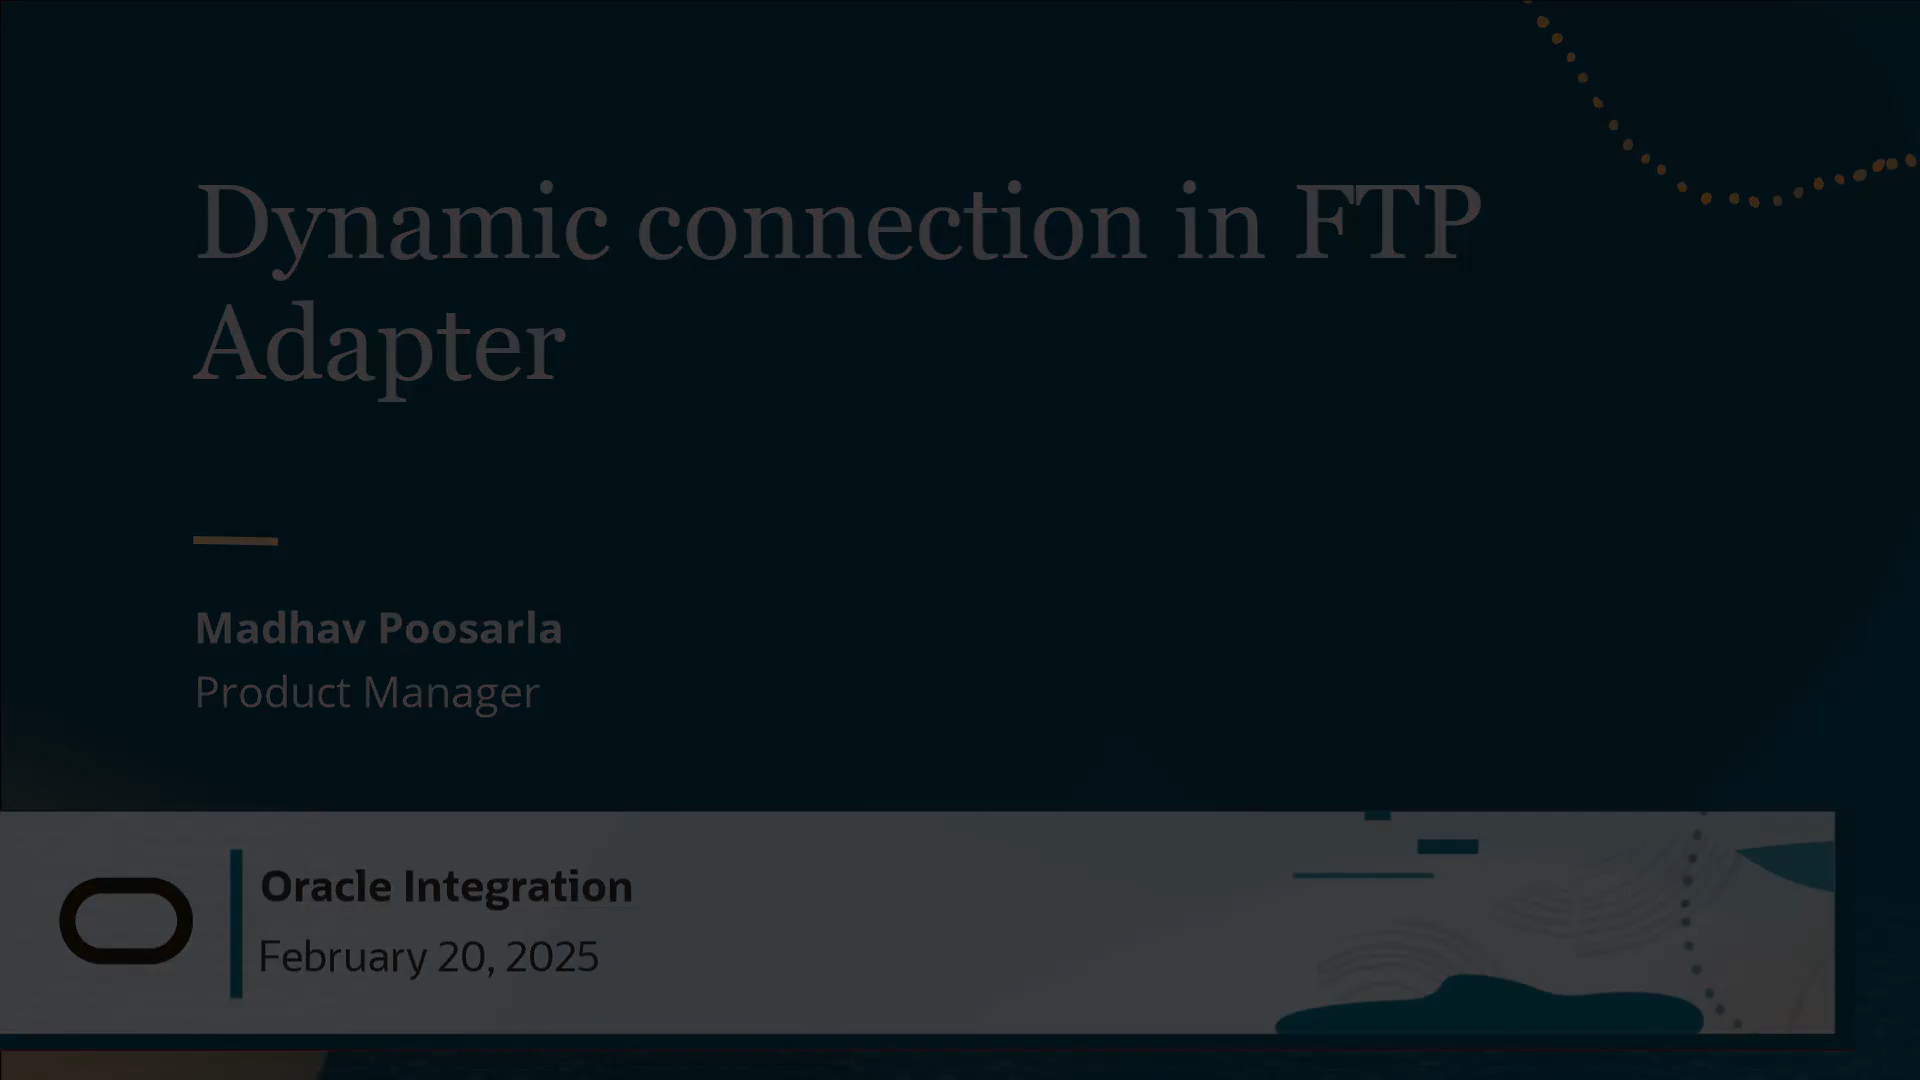 Dynamic connection in FTP
Adapter
Madhav Poosarla
Product Manager
Oracle Integration
February 20, 2025